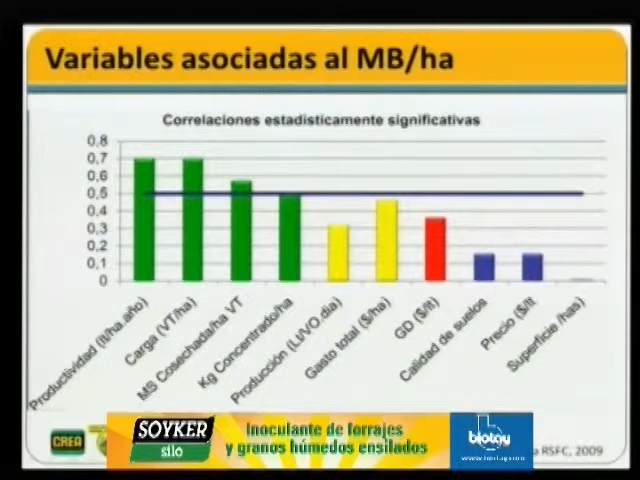 Variables asociadas al MB/ha
Correlaciones estadisticamente significativas
0,8
0,7
0,6
0,5
0,4
0,3
0,2
0,1
0
Productividad (lt/ha.año)
Carga (VT/ha)
MS Cosechada/ha VT
Kg Concentrado/ha
Producción (Lt/VO.dia)
Gasto total ($/ha)
GD ($/lt)
Calidad de suelos
Precio ($/lt
Superficie /has)
CREA
SOYKER
silo
Inoculante de forrajes
y granos húmedos ensilados
biotay
RSFC, 2009